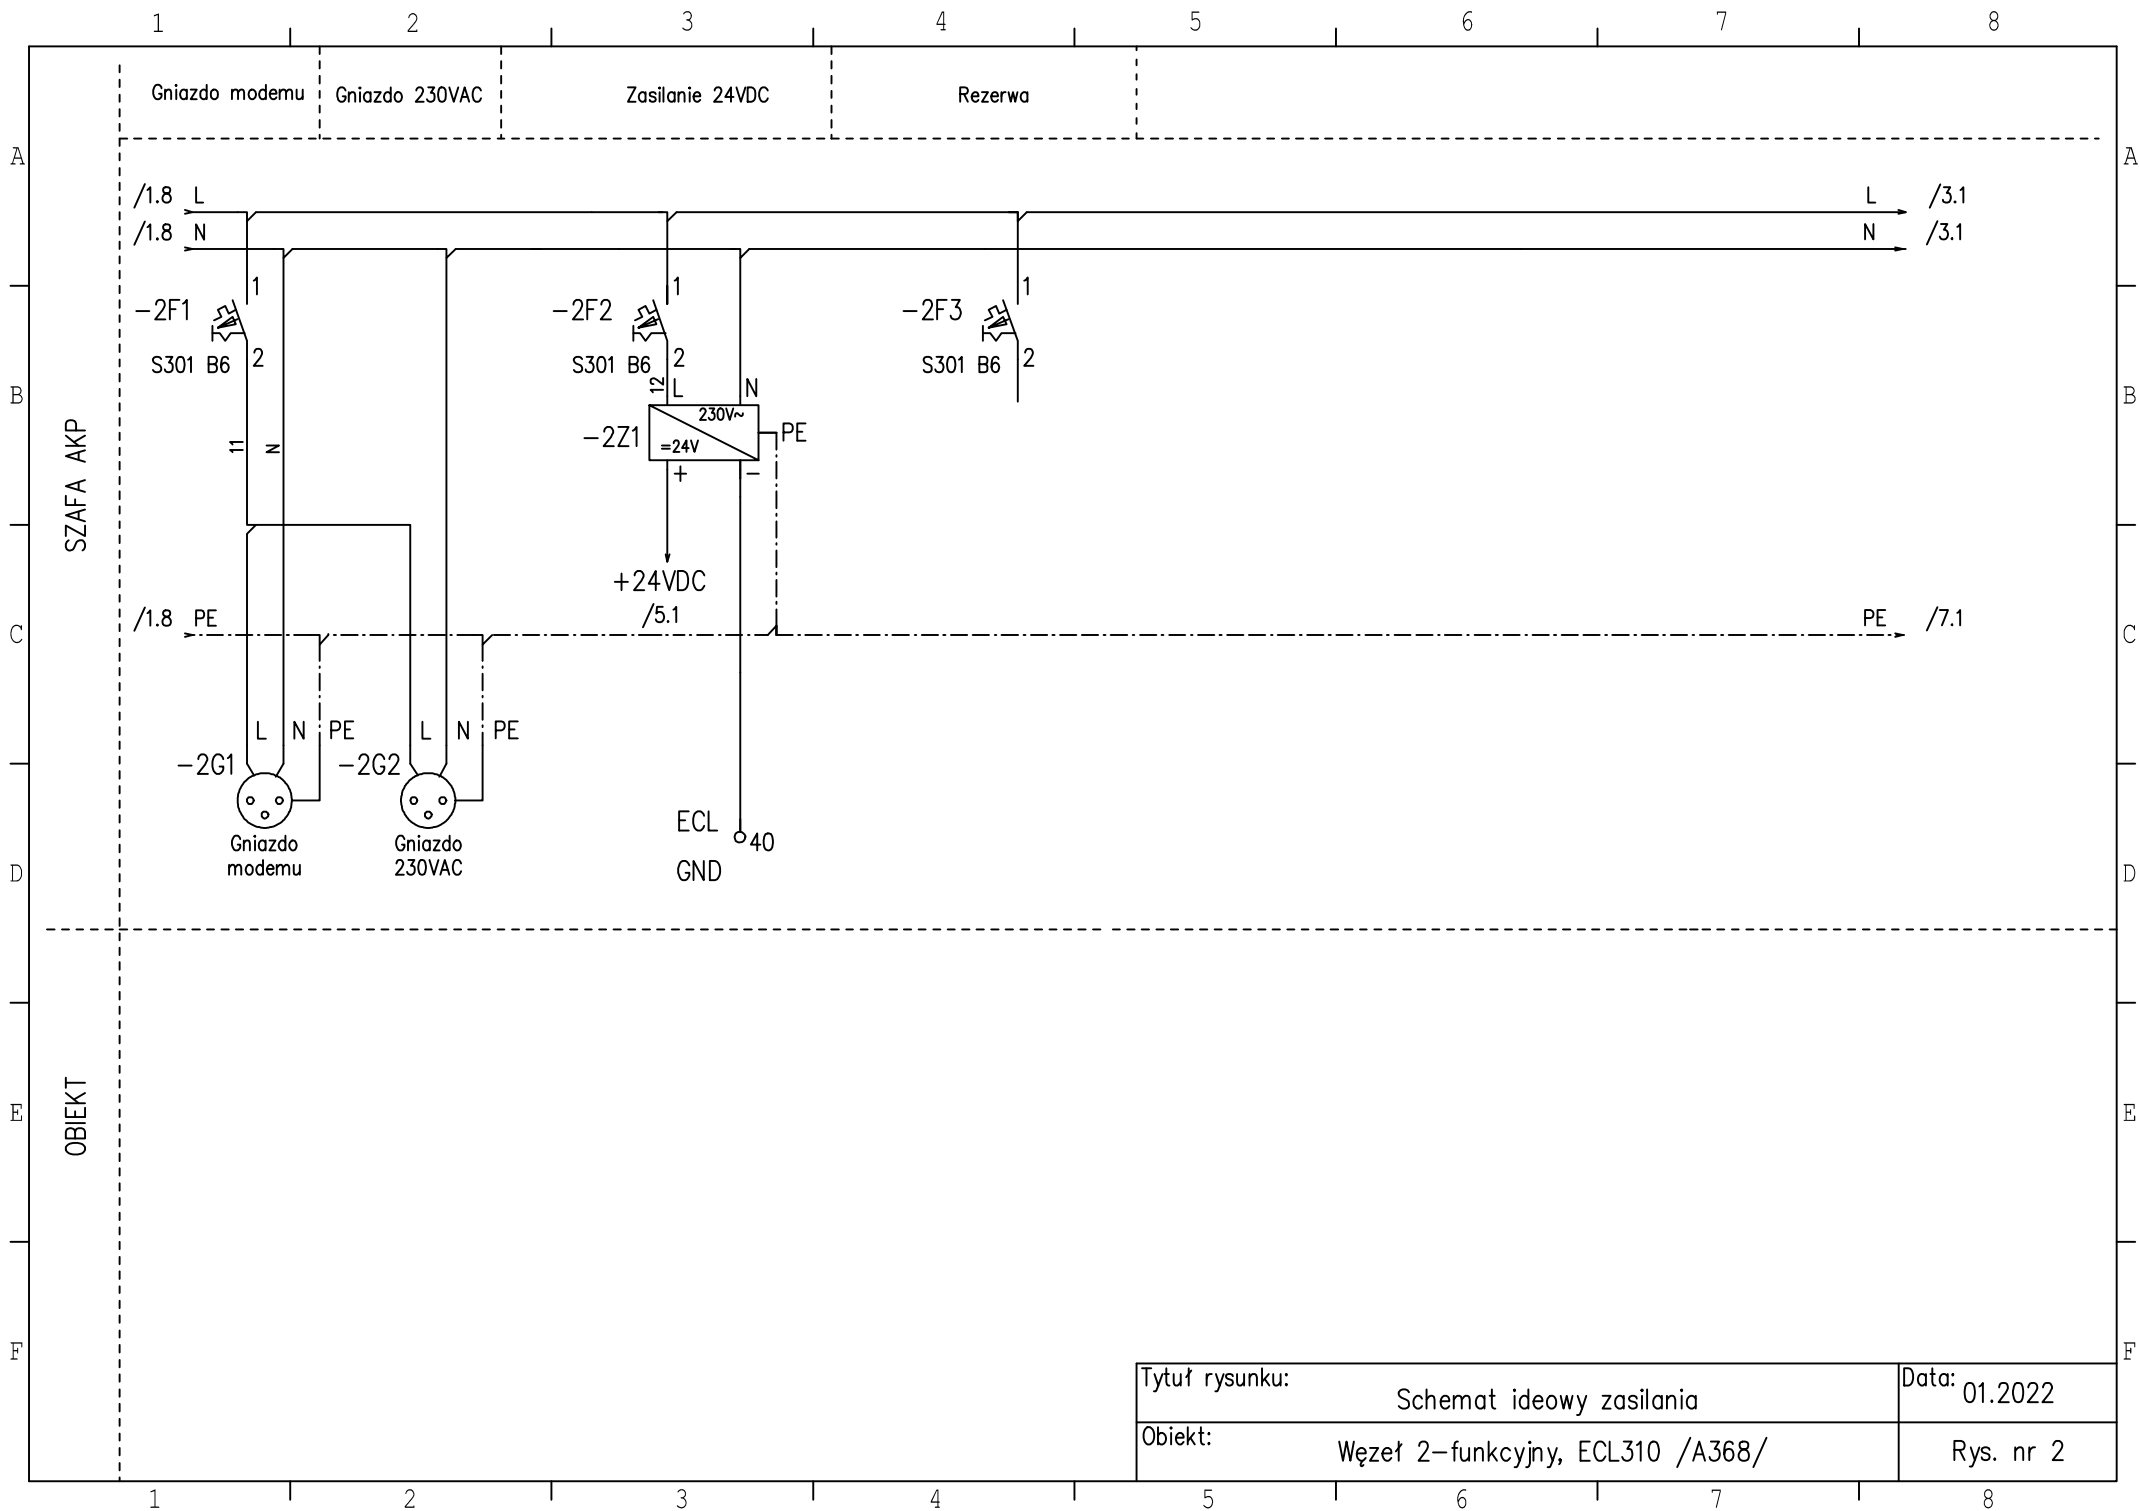 1 2 3 4 5 6 7 8
Gniazdo modemu Gniazdo 230VAC Zasilanie 24VDC Rezerwa
A A
/1.8 L L /3.1
/1.8 N N /3.1
1 1 1
-2F1 -2F2 -2F3
S301 B6 2 S301 B6 2 S301 B6 2
12 L N
B B
230V~
-2Z1 =24V PE
+ -
11 N
SZAFA AKP
+24VDC
/5.1
/1.8 PE PE /7.1
C C
L N PE L N PE
-2G1 -2G2
ECL 40
GND
Gniazdo
modemu
Gniazdo
230VAC
D D
OBIEKT
E E
F F
Tytuł rysunku:
Schemat ideowy zasilania
Data: 01.2022
Obiekt:
Węzeł 2-funkcyjny, ECL310 /A368/
Rys. nr 2
1 2 3 4 5 6 7 8